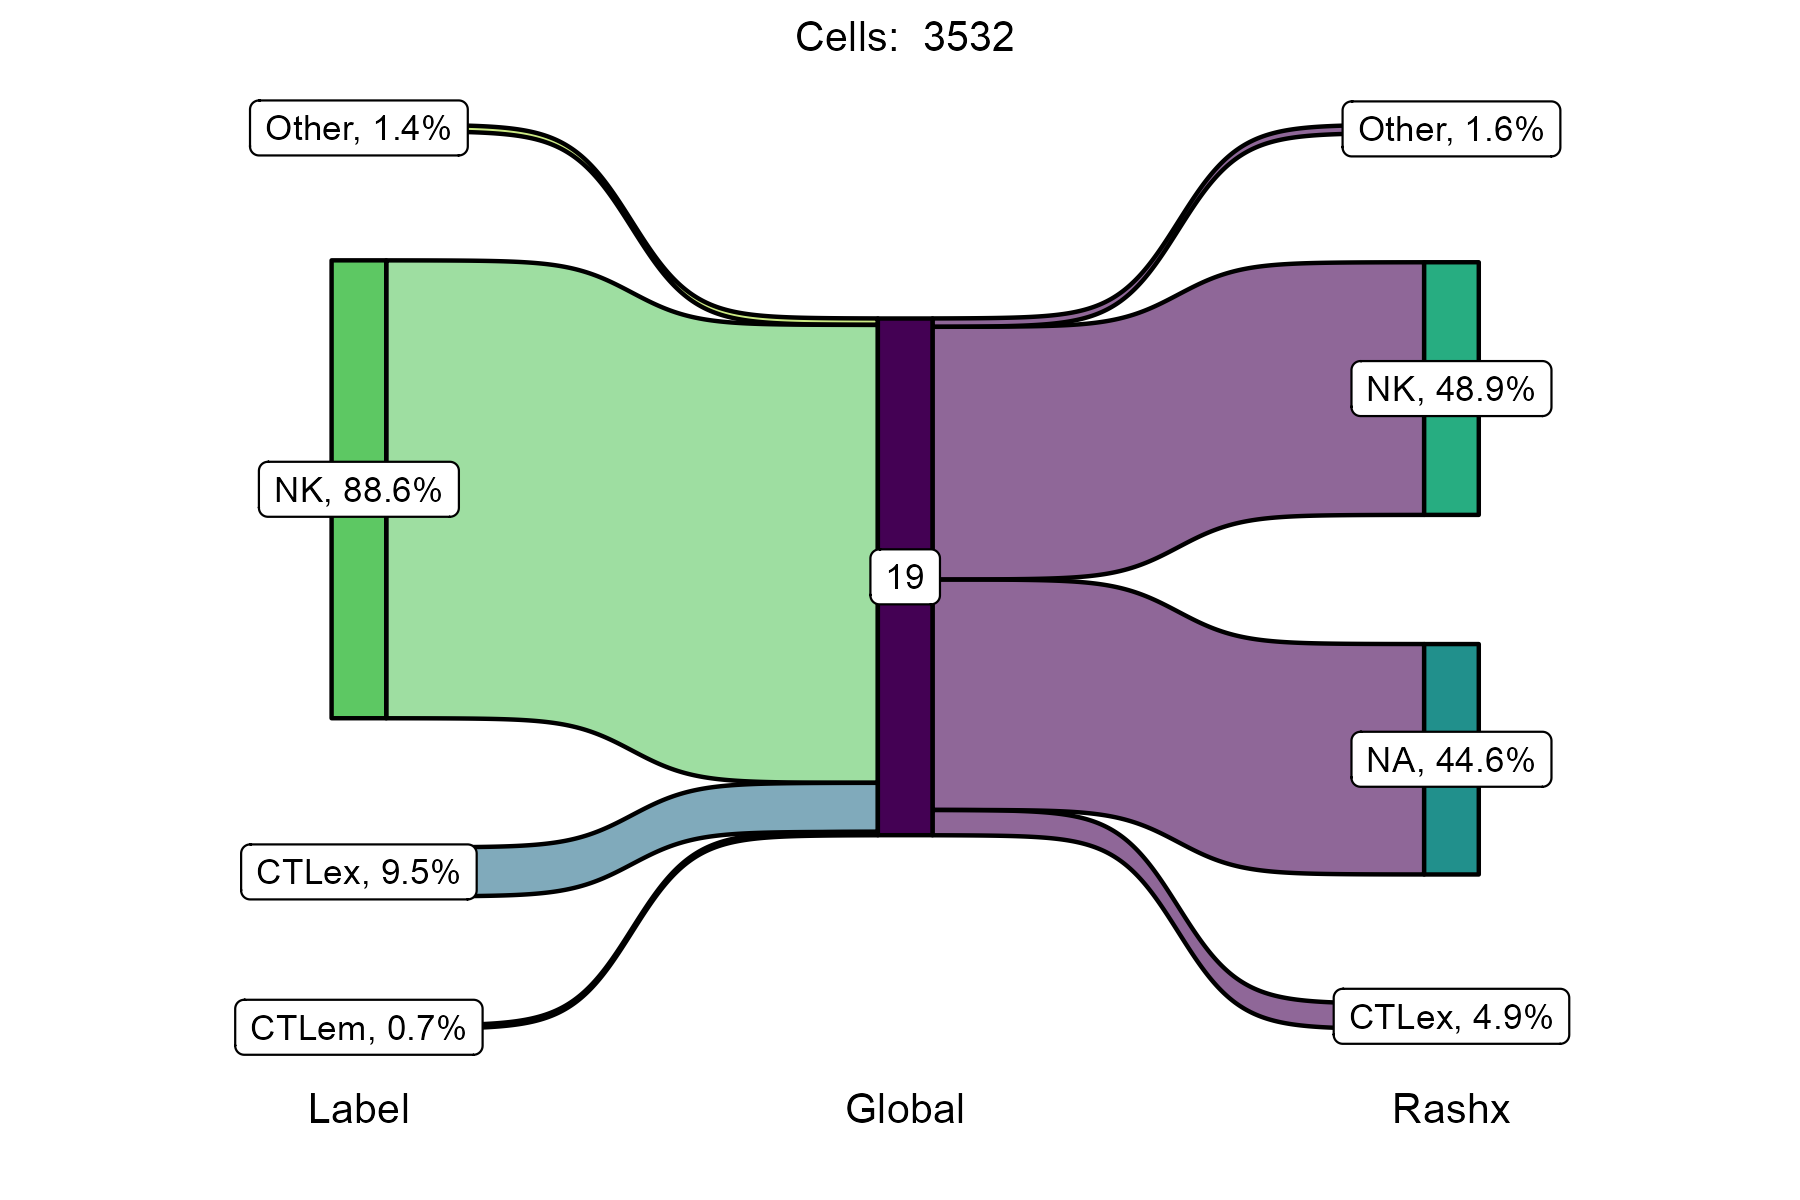 Cells:  3532
Other, 1.4%
Other, 1.6%
NK, 48.9%
NK, 88.6%
19
NA, 44.6%
CTLex, 9.5%
CTLex, 4.9%
CTLem, 0.7%
Label
Global
Rashx